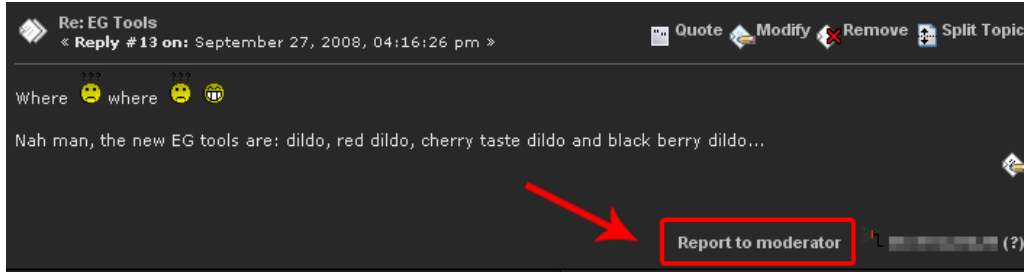 Re: EG Tools
« Reply #13 on: September 27, 2008, 04:16:26 pm »
Quote Modify Remove Split Topic
???  ???
Where where
Nah man, the new EG tools are: dildo, red dildo, cherry taste dildo and black berry dildo...
Report to moderator (?)